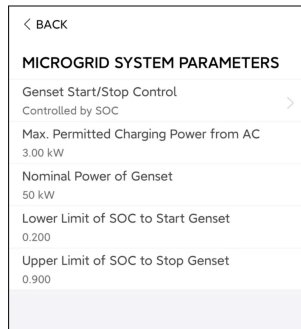 < BACK
MICROGRID SYSTEM PARAMETERS
Genset Start/Stop Control
Controlled by SOC
Max. Permitted Charging Power from AC
3.00 kW
Nominal Power of Genset
50 kW
Lower Limit of SOC to Start Genset
0.200
Upper Limit of SOC to Stop Genset
0.900